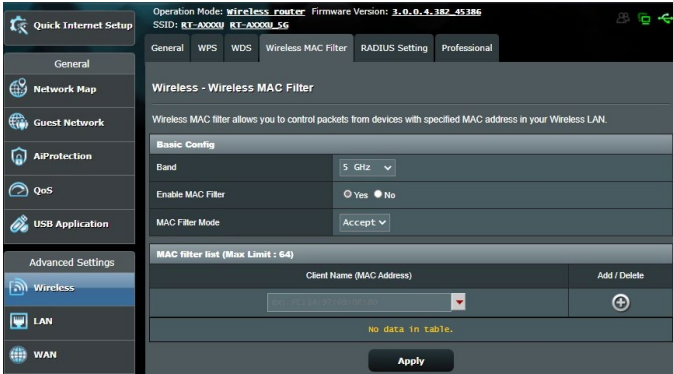 Quick Internet Setup
Operation Mode: Wireless router Firmware Version: 3.0.0.4.382_45386
SSID: RT-AXXXU RT-AXXXU_5G
General WPS WDS Wireless MAC Filter RADIUS Setting Professional
General
Network Map
Guest Network
AiProtection
QoS
USB Application
Advanced Settings
Wireless
LAN
WAN
Wireless - Wireless MAC Filter
Wireless MAC filter allows you to control packets from devices with specified MAC address in your Wireless LAN.
Basic Config
Band 5 GHz
Enable MAC Filter Yes No
MAC Filter Mode Accept
MAC filter list (Max Limit : 64)
Client Name (MAC Address) Add / Delete
No data in table.
Apply